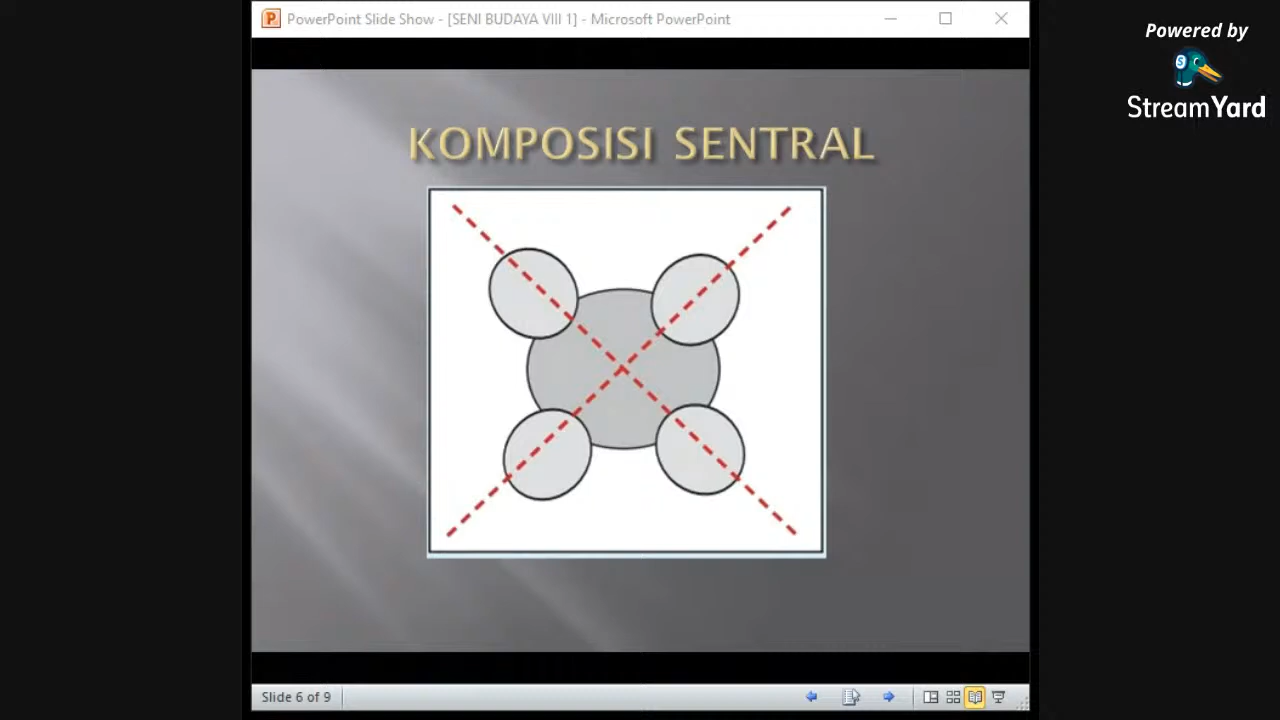 PowerPoint Slide Show - [SENI BUDAYA VIII 1] - Microsoft PowerPoint
Powered by
StreamYard
KOMPOSISI SENTRAL
Slide 6 of 9